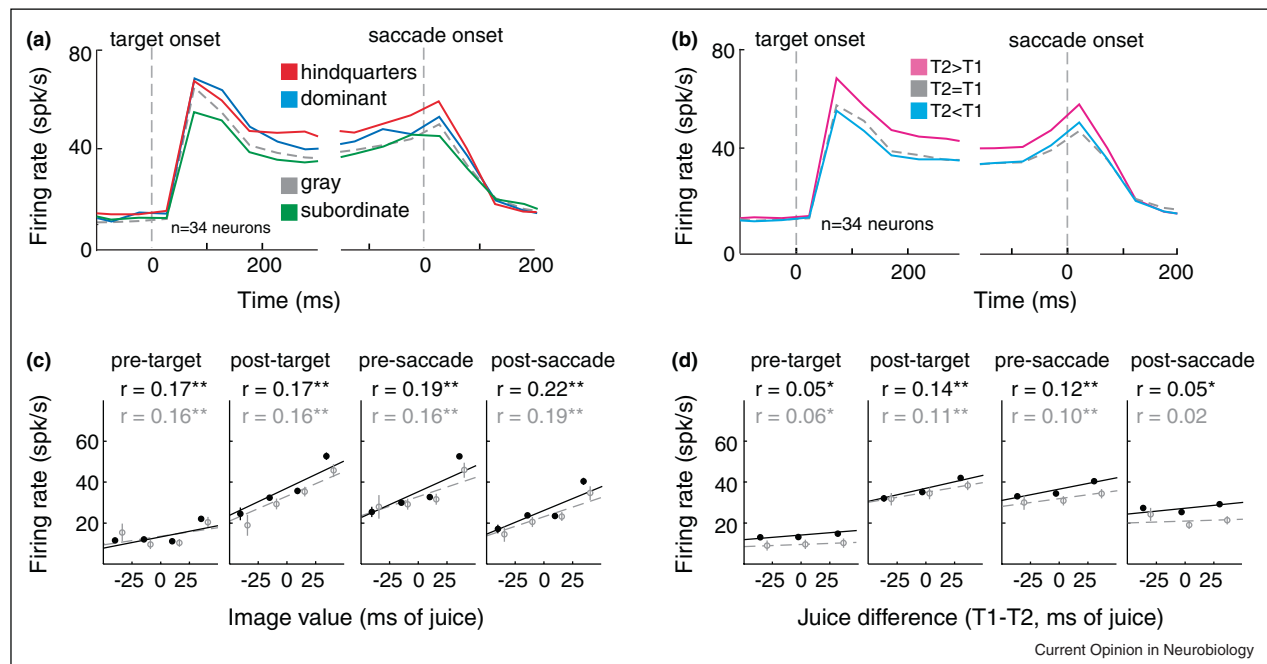 (a)
target onset
saccade onset
80
40
0
Firing rate (spk/s)
hindquarters
dominant
gray
subordinate
n=34 neurons
0
200
0
200
Time (ms)
(b)
target onset
saccade onset
80
40
0
Firing rate (spk/s)
T2>T1
T2=T1
T2<T1
n=34 neurons
0
200
0
200
Time (ms)
(c)
pre-target
post-target
pre-saccade
post-saccade
r = 0.17**
r = 0.17**
r = 0.19**
r = 0.22**
r = 0.16**
r = 0.16**
r = 0.16**
r = 0.19**
60
40
20
Firing rate (spk/s)
-25 0 25
-25 0 25
-25 0 25
-25 0 25
Image value (ms of juice)
(d)
pre-target
post-target
pre-saccade
post-saccade
r = 0.05*
r = 0.14**
r = 0.12**
r = 0.05*
r = 0.06*
r = 0.11**
r = 0.10**
r = 0.02
60
40
20
Firing rate (spk/s)
-25 0 25
-25 0 25
-25 0 25
-25 0 25
Juice difference (T1-T2, ms of juice)
Current Opinion in Neurobiology